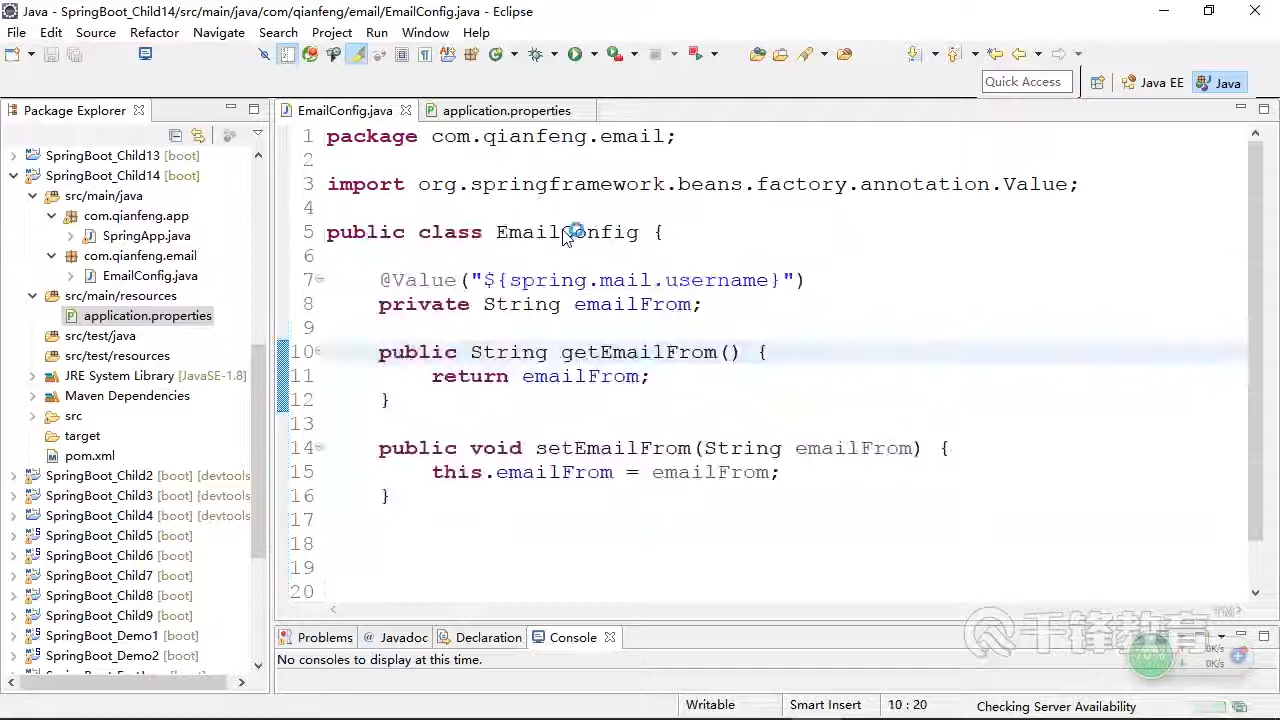 Java - SpringBoot_Child14/src/main/java/com/qianfeng/email/EmailConfig.java - Eclipse
File Edit Source Refactor Navigate Search Project Run Window Help
Quick Access
Java EE
Java
Package Explorer
EmailConfig.java
application.properties
SpringBoot_Child13 [boot]
SpringBoot_Child14 [boot]
src/main/java
com.qianfeng.app
SpringApp.java
com.qianfeng.email
EmailConfig.java
src/main/resources
application.properties
src/test/java
src/test/resources
JRE System Library [JavaSE-1.8]
Maven Dependencies
src
target
pom.xml
SpringBoot_Child2 [boot] [devtools
SpringBoot_Child3 [boot] [devtools
SpringBoot_Child4 [boot] [devtools
SpringBoot_Child5 [boot]
SpringBoot_Child6 [boot]
SpringBoot_Child7 [boot]
SpringBoot_Child8 [boot]
SpringBoot_Child9 [boot]
SpringBoot_Demo1 [boot]
SpringBoot_Demo2 [boot]
1 package com.qianfeng.email;
2
3 import org.springframework.beans.factory.annotation.Value;
4
5 public class EmailConfig {
6
7 @Value("${spring.mail.username}")
8 private String emailFrom;
9
10 public String getEmailFrom() {
11 return emailFrom;
12 }
13
14 public void setEmailFrom(String emailFrom) {
15 this.emailFrom = emailFrom;
16 }
17
18
19
20
Problems Javadoc Declaration Console
No consoles to display at this time.
千锋教育™
0K/s
0K/s
Writable Smart Insert 10 : 20 Checking Server Availability